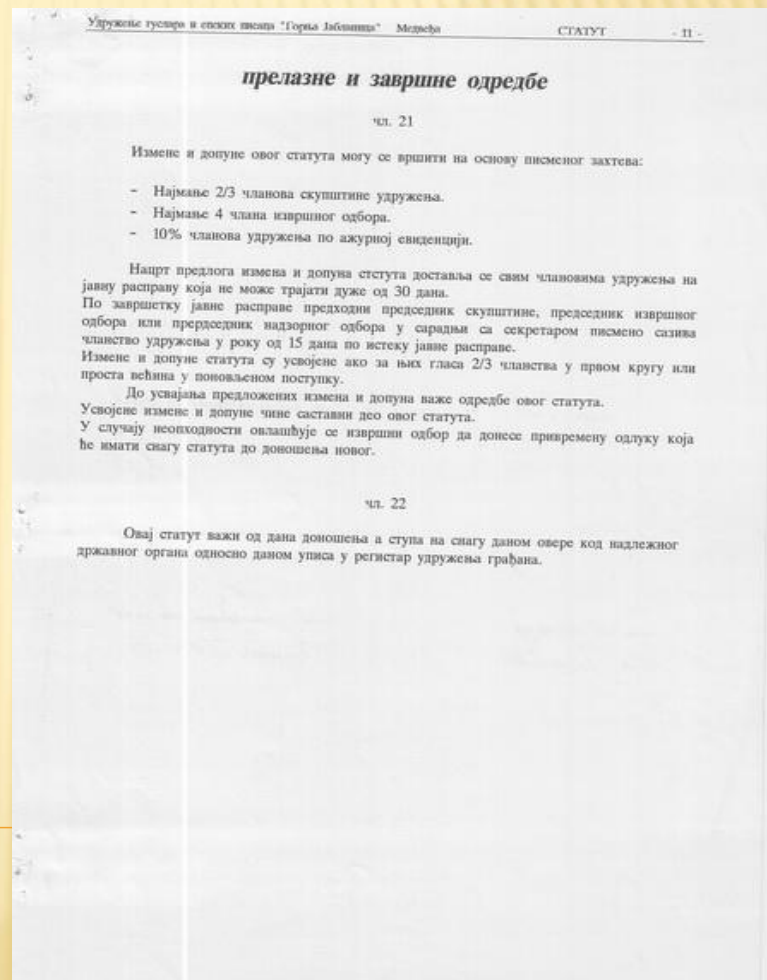 Удружење гуслара и епских писаца "Горња Јабланица" Медвеђа СТАТУТ - 11 -
прелазне и завршне одредбе
чл. 21
Измене и допуне овог статута могу се вршити на основу писменог захтева:
- Најмање 2/3 чланова скупштине удружења.
- Најмање 4 члана извршног одбора.
- 10% чланова удружења по ажурној евиденцији.
Нацрт предлога измена и допуна стстута доставља се свим члановима удружења на
јавну расправу која не може трајати дуже од 30 дана.
По завршетку јавне расправе предходни председник скупштине, председник извршног
одбора или прердседник надзорног одбора у сарадњи са секретаром писмено сазива
чланство удружења у року од 15 дана по истеку јавне расправе.
Измене и допуне статута су усвојене ако за њих гласа 2/3 чланства у првом кругу или
проста већина у поновљеном поступку.
До усвајања предложених измена и допуна важе одредбе овог статута.
Усвојене измене и допуне чине саставни део овог статута.
У случају неопходности овлашћује се извршни одбор да донесе привремену одлуку која
ће имати снагу статута до доношења новог.
чл. 22
Овај статут важи од дана доношења а ступа на снагу даном овере код надлежног
државног органа односно даном уписа у регистар удружења грађана.